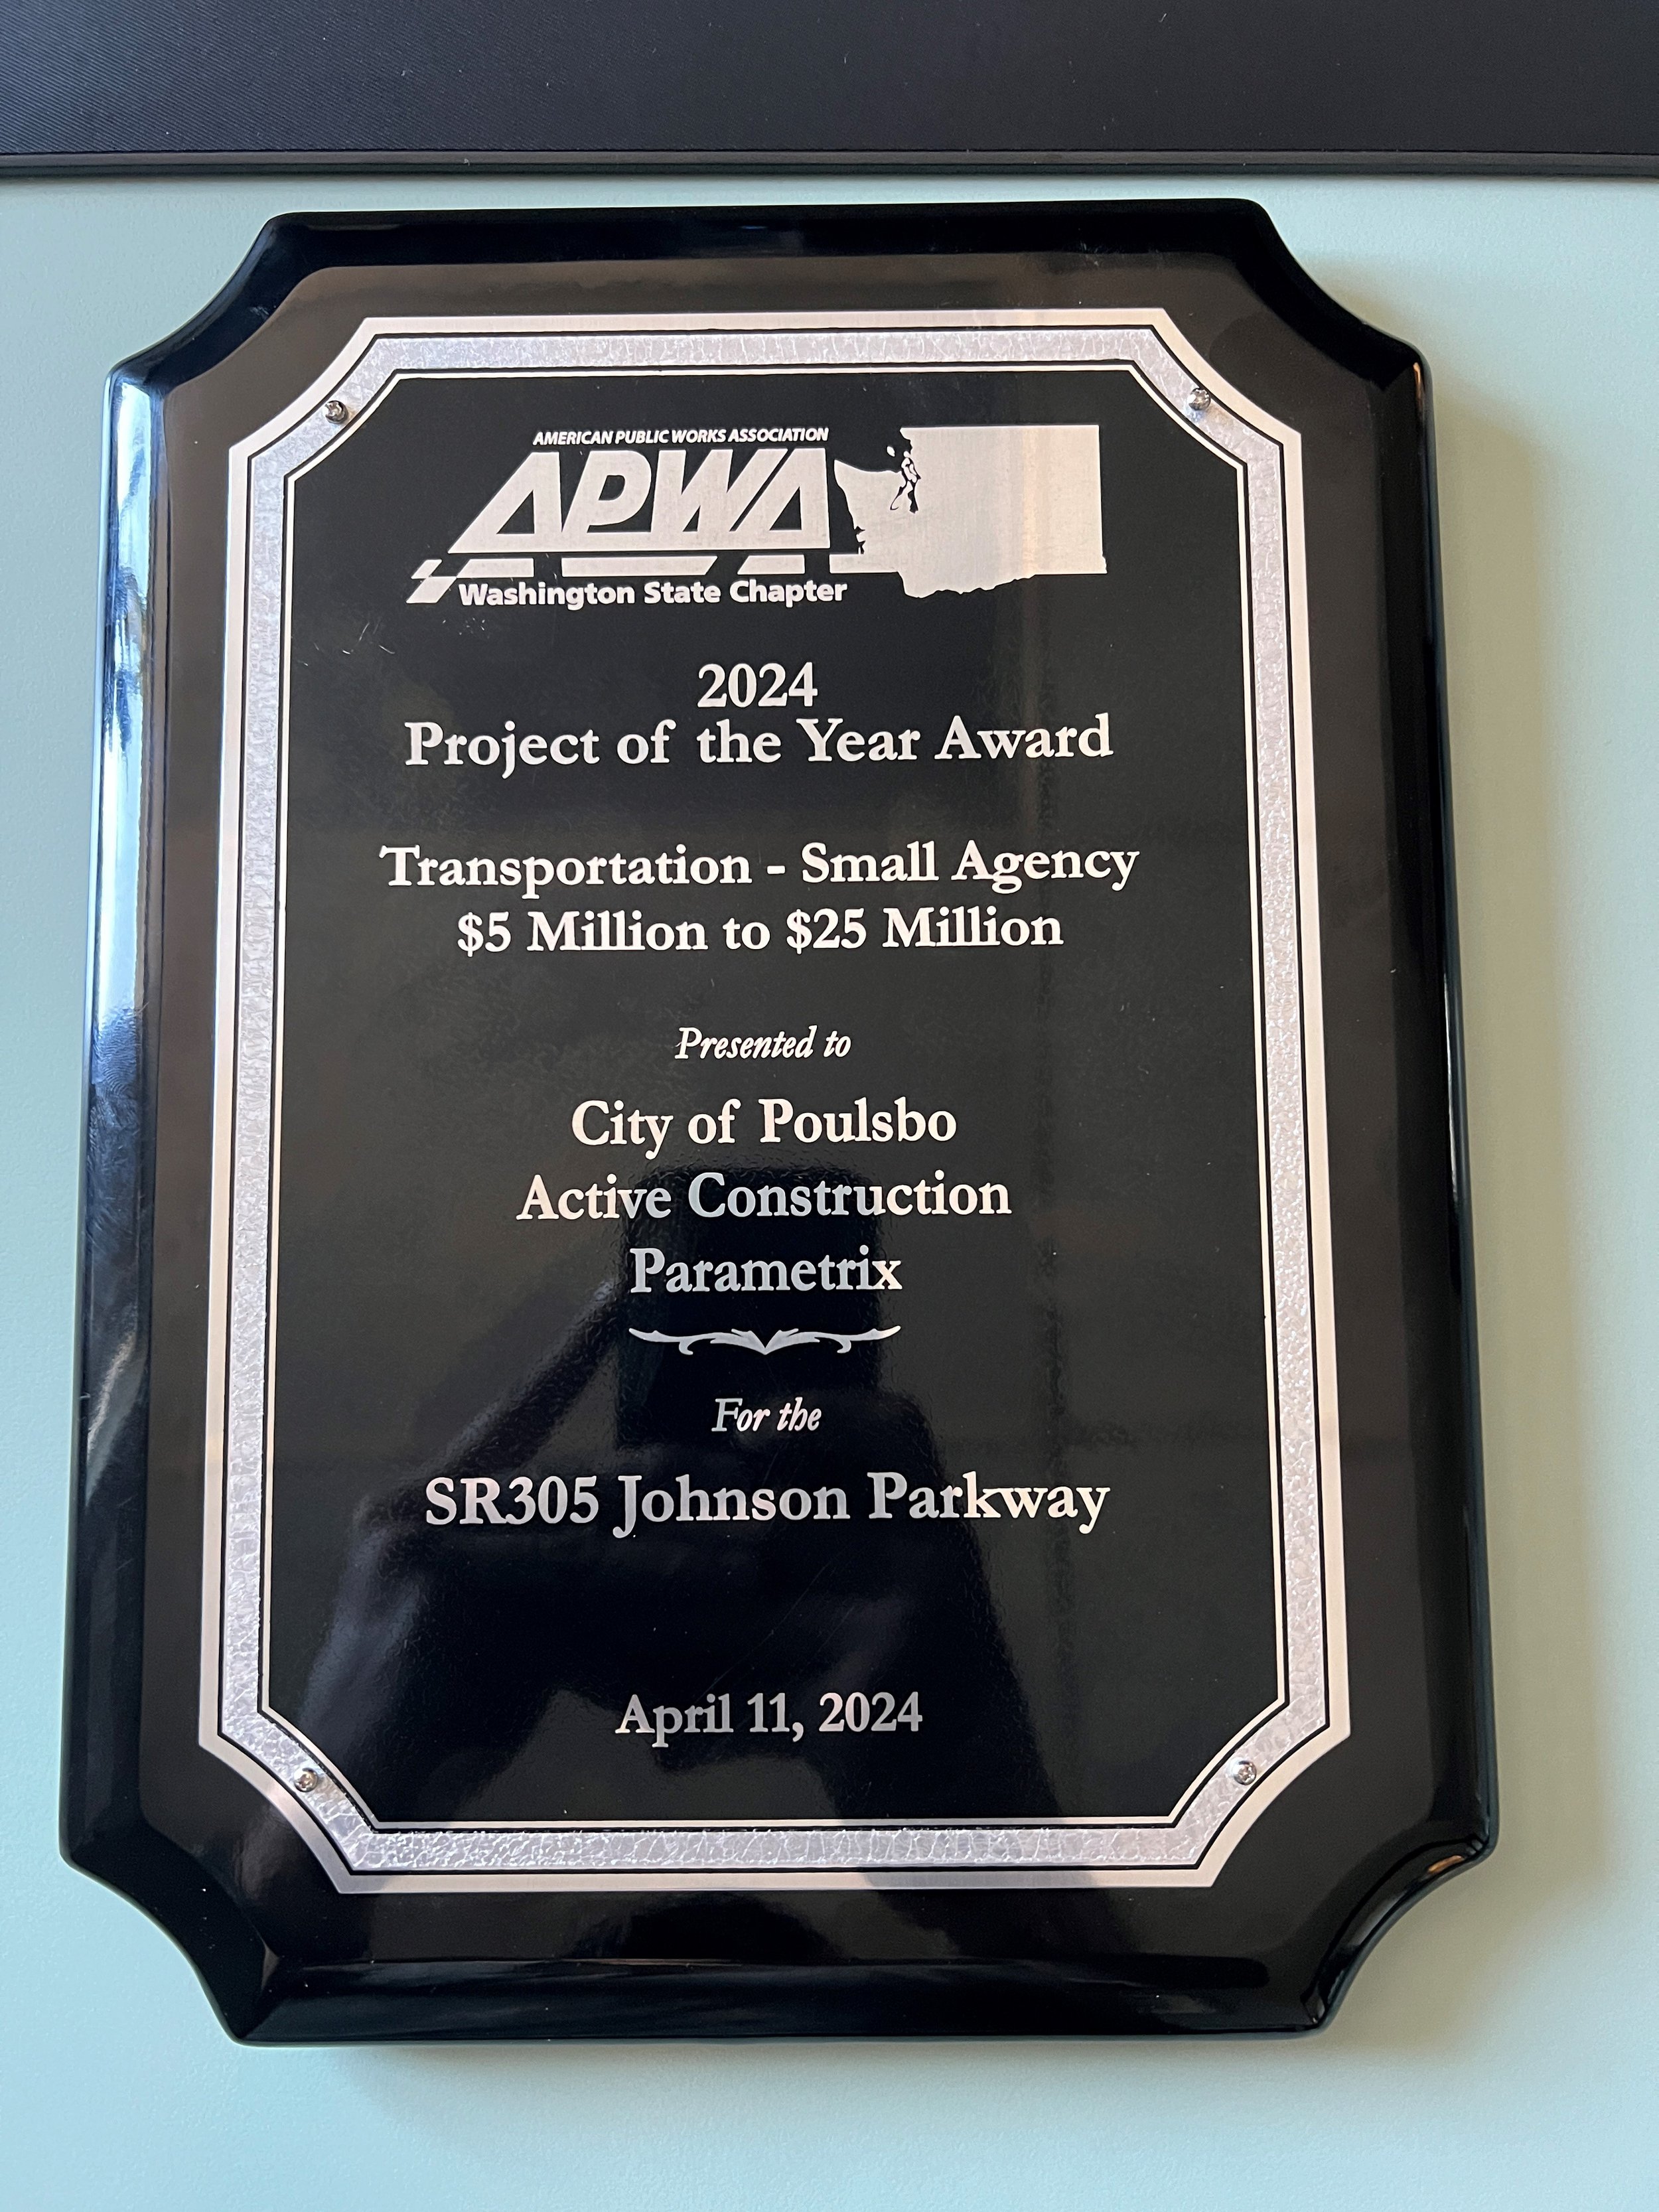 AMERICAN PUBLIC WORKS ASSOCIATION
APWA
Washington State Chapter
2024
Project of the Year Award
Transportation - Small Agency
$5 Million to $25 Million
Presented to
City of Poulsbo
Active Construction
Parametrix
For the
SR305 Johnson Parkway
April 11, 2024